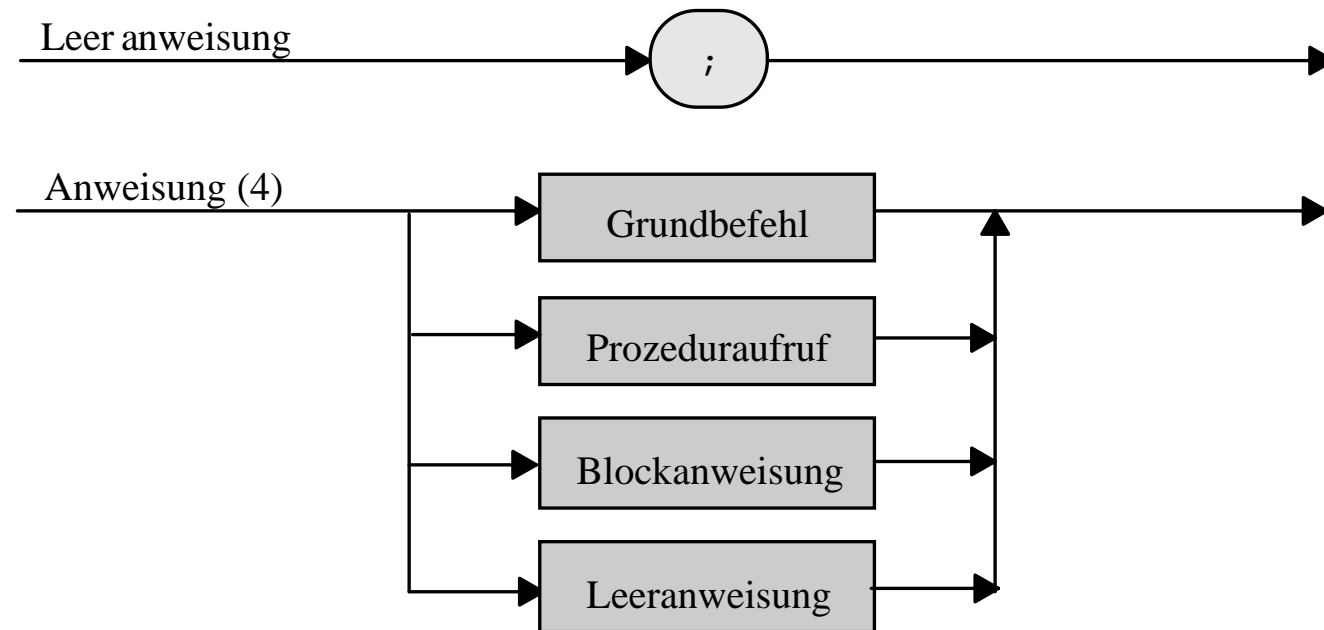 Leer anweisung
;
Anweisung (4)
Grundbefehl
Prozeduraufruf
Blockanweisung
Leeranweisung